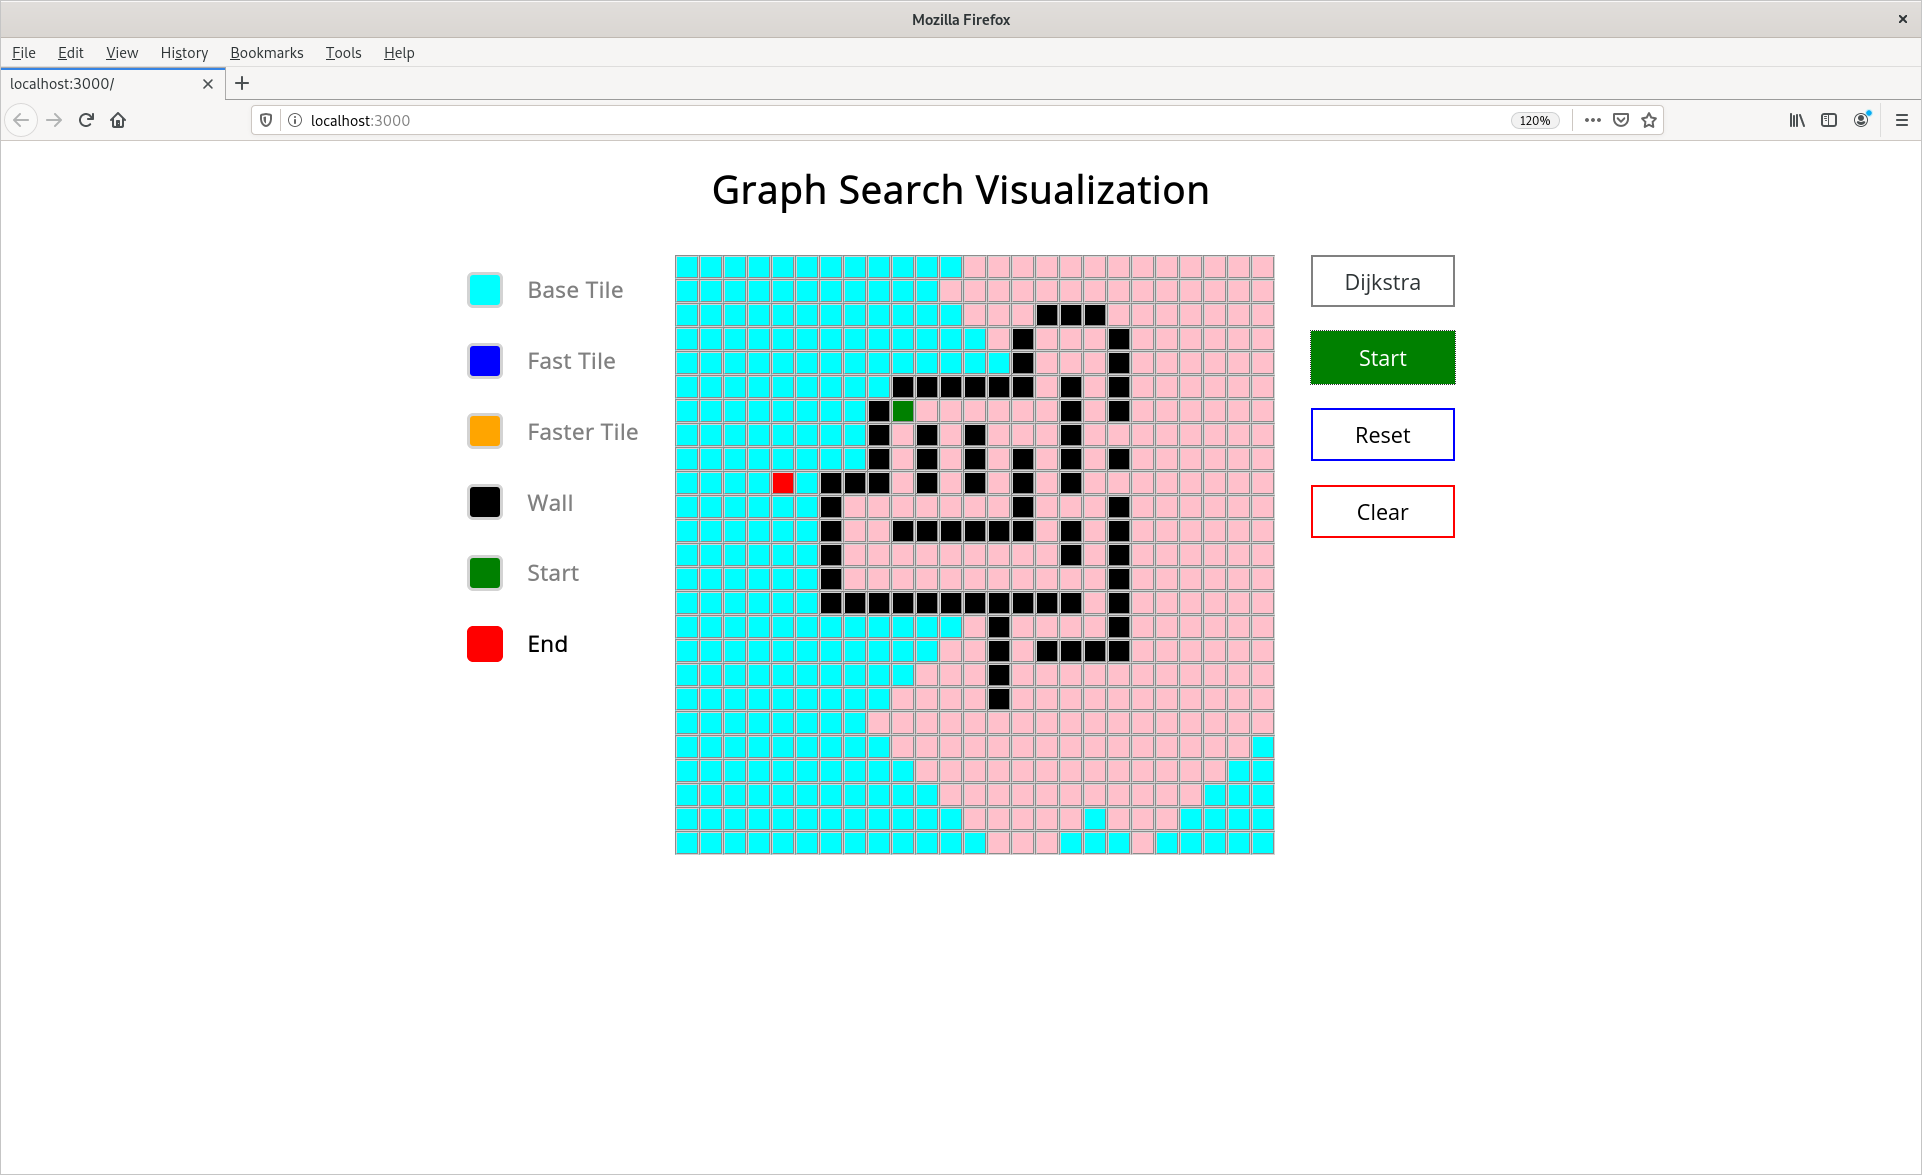 Mozilla Firefox
File Edit View History Bookmarks Tools Help
localhost:3000/
localhost:3000
120%
Graph Search Visualization
Base Tile
Fast Tile
Faster Tile
Wall
Start
End
Dijkstra
Start
Reset
Clear